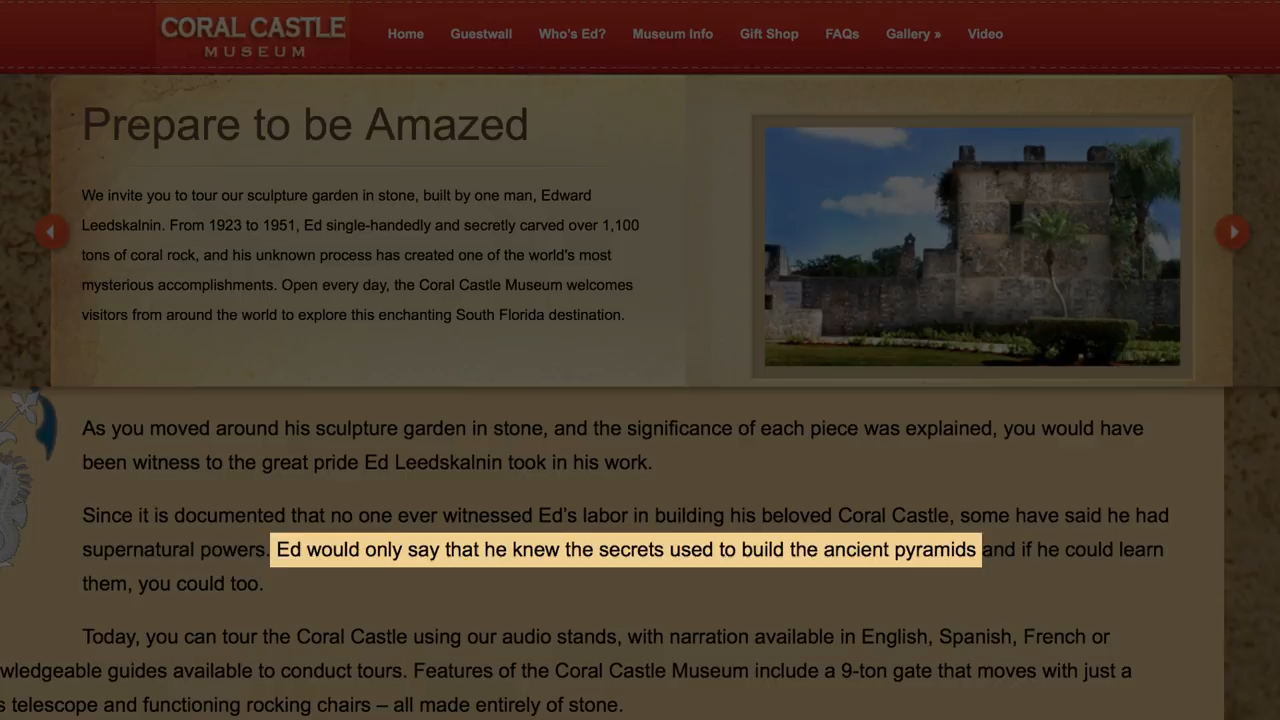 CORAL CASTLE
MUSEUM
Home Guestwall Who's Ed? Museum Info Gift Shop FAQs Gallery » Video
Prepare to be Amazed
We invite you to tour our sculpture garden in stone, built by one man, Edward
Leedskalnin. From 1923 to 1951, Ed single-handedly and secretly carved over 1,100
tons of coral rock, and his unknown process has created one of the world's most
mysterious accomplishments. Open every day, the Coral Castle Museum welcomes
visitors from around the world to explore this enchanting South Florida destination.
As you moved around his sculpture garden in stone, and the significance of each piece was explained, you would have
been witness to the great pride Ed Leedskalnin took in his work.
Since it is documented that no one ever witnessed Ed's labor in building his beloved Coral Castle, some have said he had
supernatural powers. Ed would only say that he knew the secrets used to build the ancient pyramids and if he could learn
them, you could too.
Today, you can tour the Coral Castle using our audio stands, with narration available in English, Spanish, French or
guides available to conduct tours. Features of the Coral Castle Museum include a 9-ton gate that moves with just a
telescope and functioning rocking chairs – all made entirely of stone.